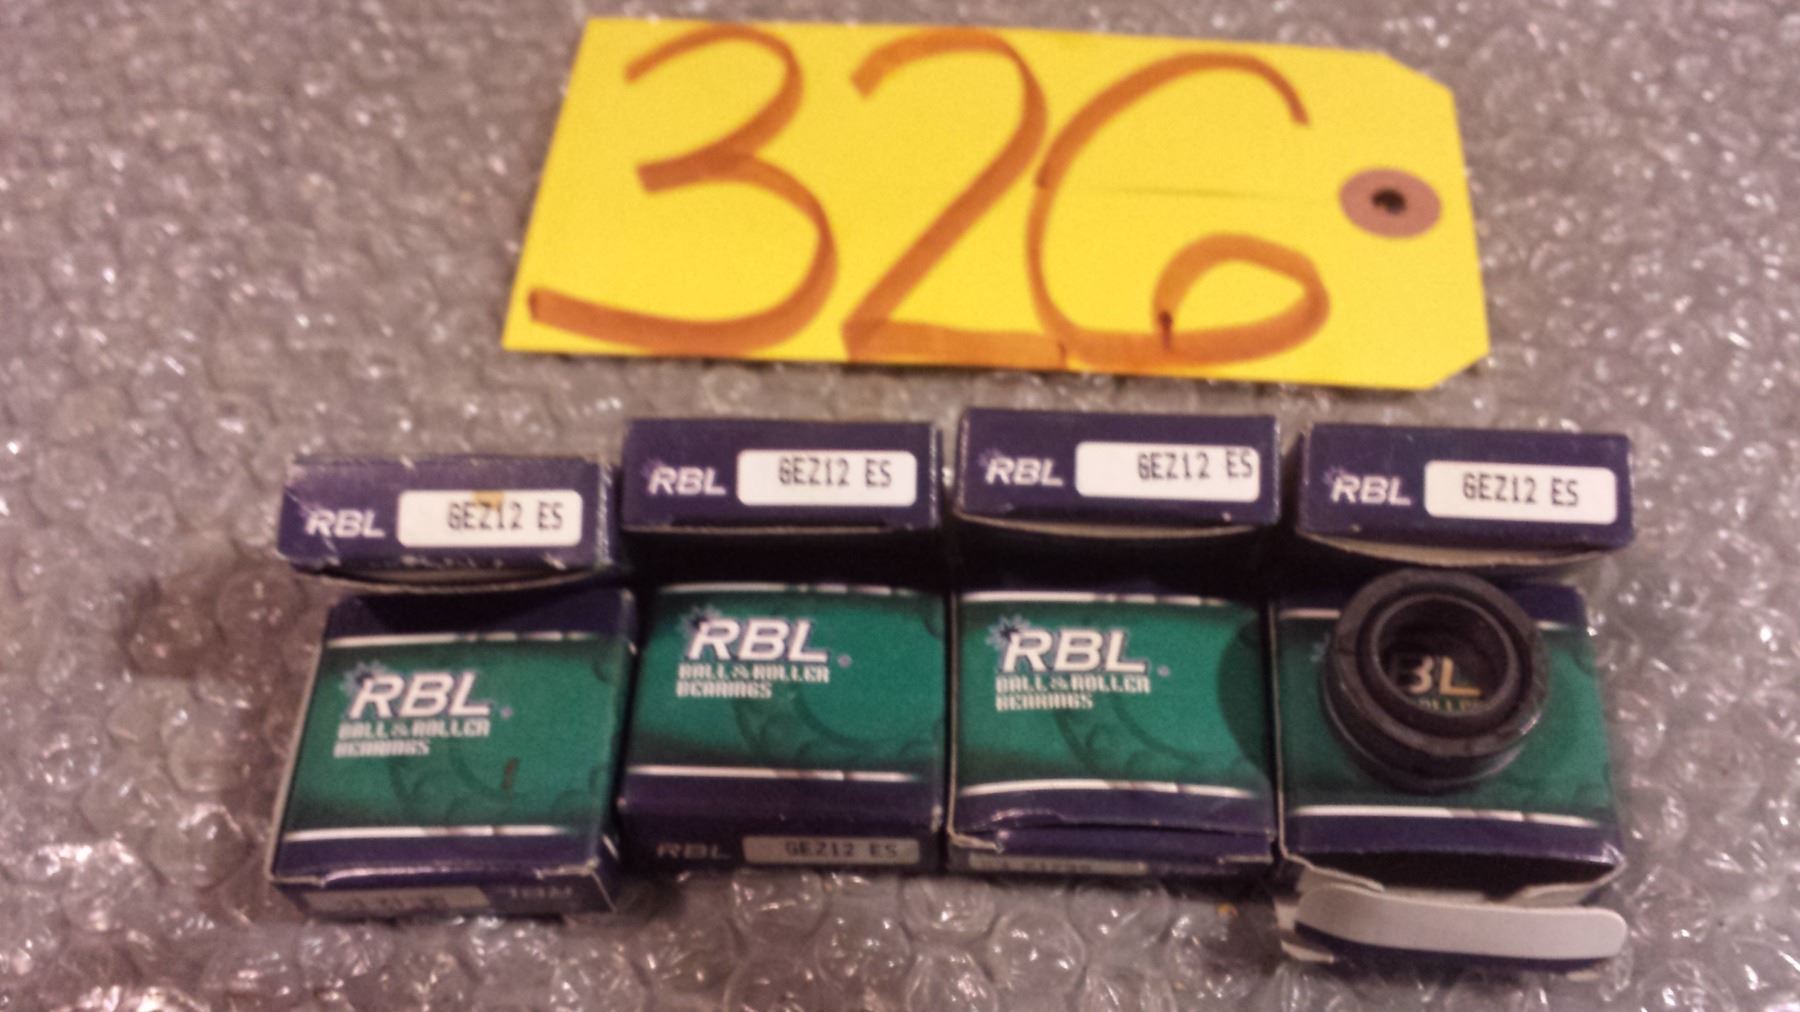 326
RBL GEZ12 ES
RBL GEZ12 ES
RBL GEZ12 ES
RBL GEZ12 ES
RBL
BALL & ROLLER
BEARINGS
RBL
BALL & ROLLER
BEARINGS
RBL
BALL & ROLLER
BEARINGS
BL
RBL GEZ12 ES